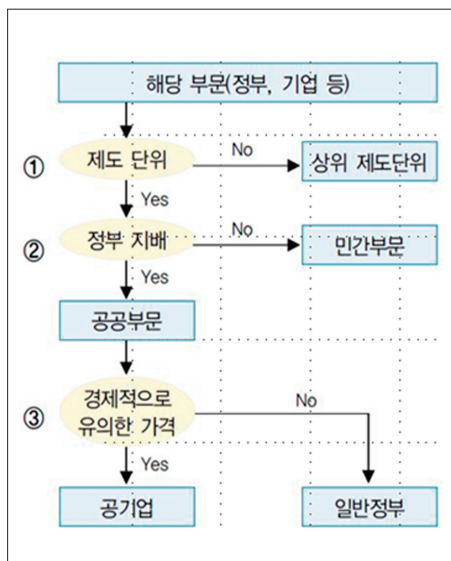 해당 부문(정부, 기업 등)
① 제도 단위
No
상위 제도단위
Yes
② 정부 지배
No
민간부문
Yes
공공부문
③ 경제적으로
유의한 가격
No
Yes
공기업
일반정부